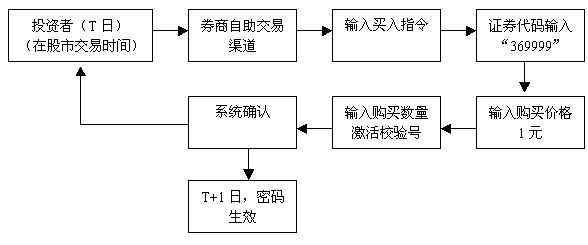 投资者（T 日）
（在股市交易时间）
券商自助交易
渠道
输入买入指令
证券代码输入
“369999”
输入购买价格
1 元
输入购买数量
激活校验号
系统确认
T+1 日，密码
生效